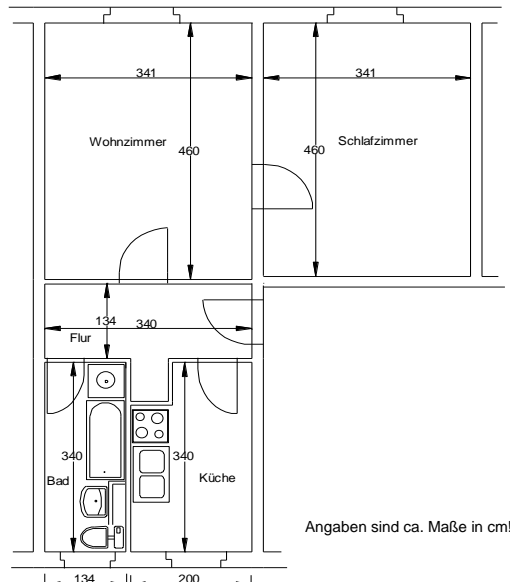 341
341
Wohnzimmer
460
Schlafzimmer
460
134
340
Flur
340
Bad
340
Küche
Angaben sind ca. Maße in cm!
134
200